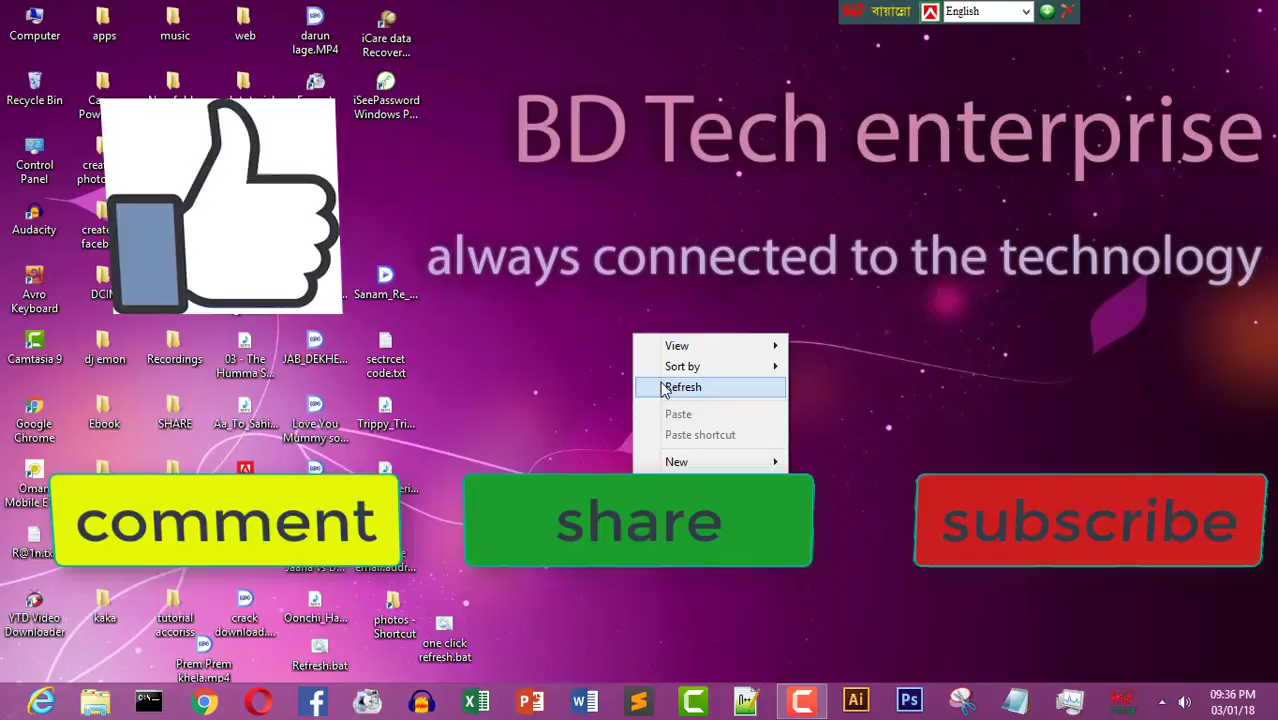 বায়ান্নো
English
Computer
apps
music
web
darun
lage.MP4
iCare data
Recover...
BD Tech enterprise
always connected to the technology
Recycle Bin
iSeePassword
Windows P...
Control
Panel
Audacity
Avro
Keyboard
DCIM
Sanam_Re_...
Camtasia 9
dj emon
Recordings
03 - The
Humma S...
JAB_DEKHE...
sectrcet
code.txt
Google
Chrome
Ebook
SHARE
Aa_To_Sahi...
Love You
Mummy so...
Trippy_Tri...
View
Sort by
Refresh
Paste
Paste shortcut
New
comment
share
subscribe
YTD Video
Downloader
kaka
tutorial
accoriss
crack
download....
Oonchi_Ha...
photos -
Shortcut
one click
refresh.bat
Prem Prem
khela.mp4
Refresh.bat
09:36 PM
03/01/18